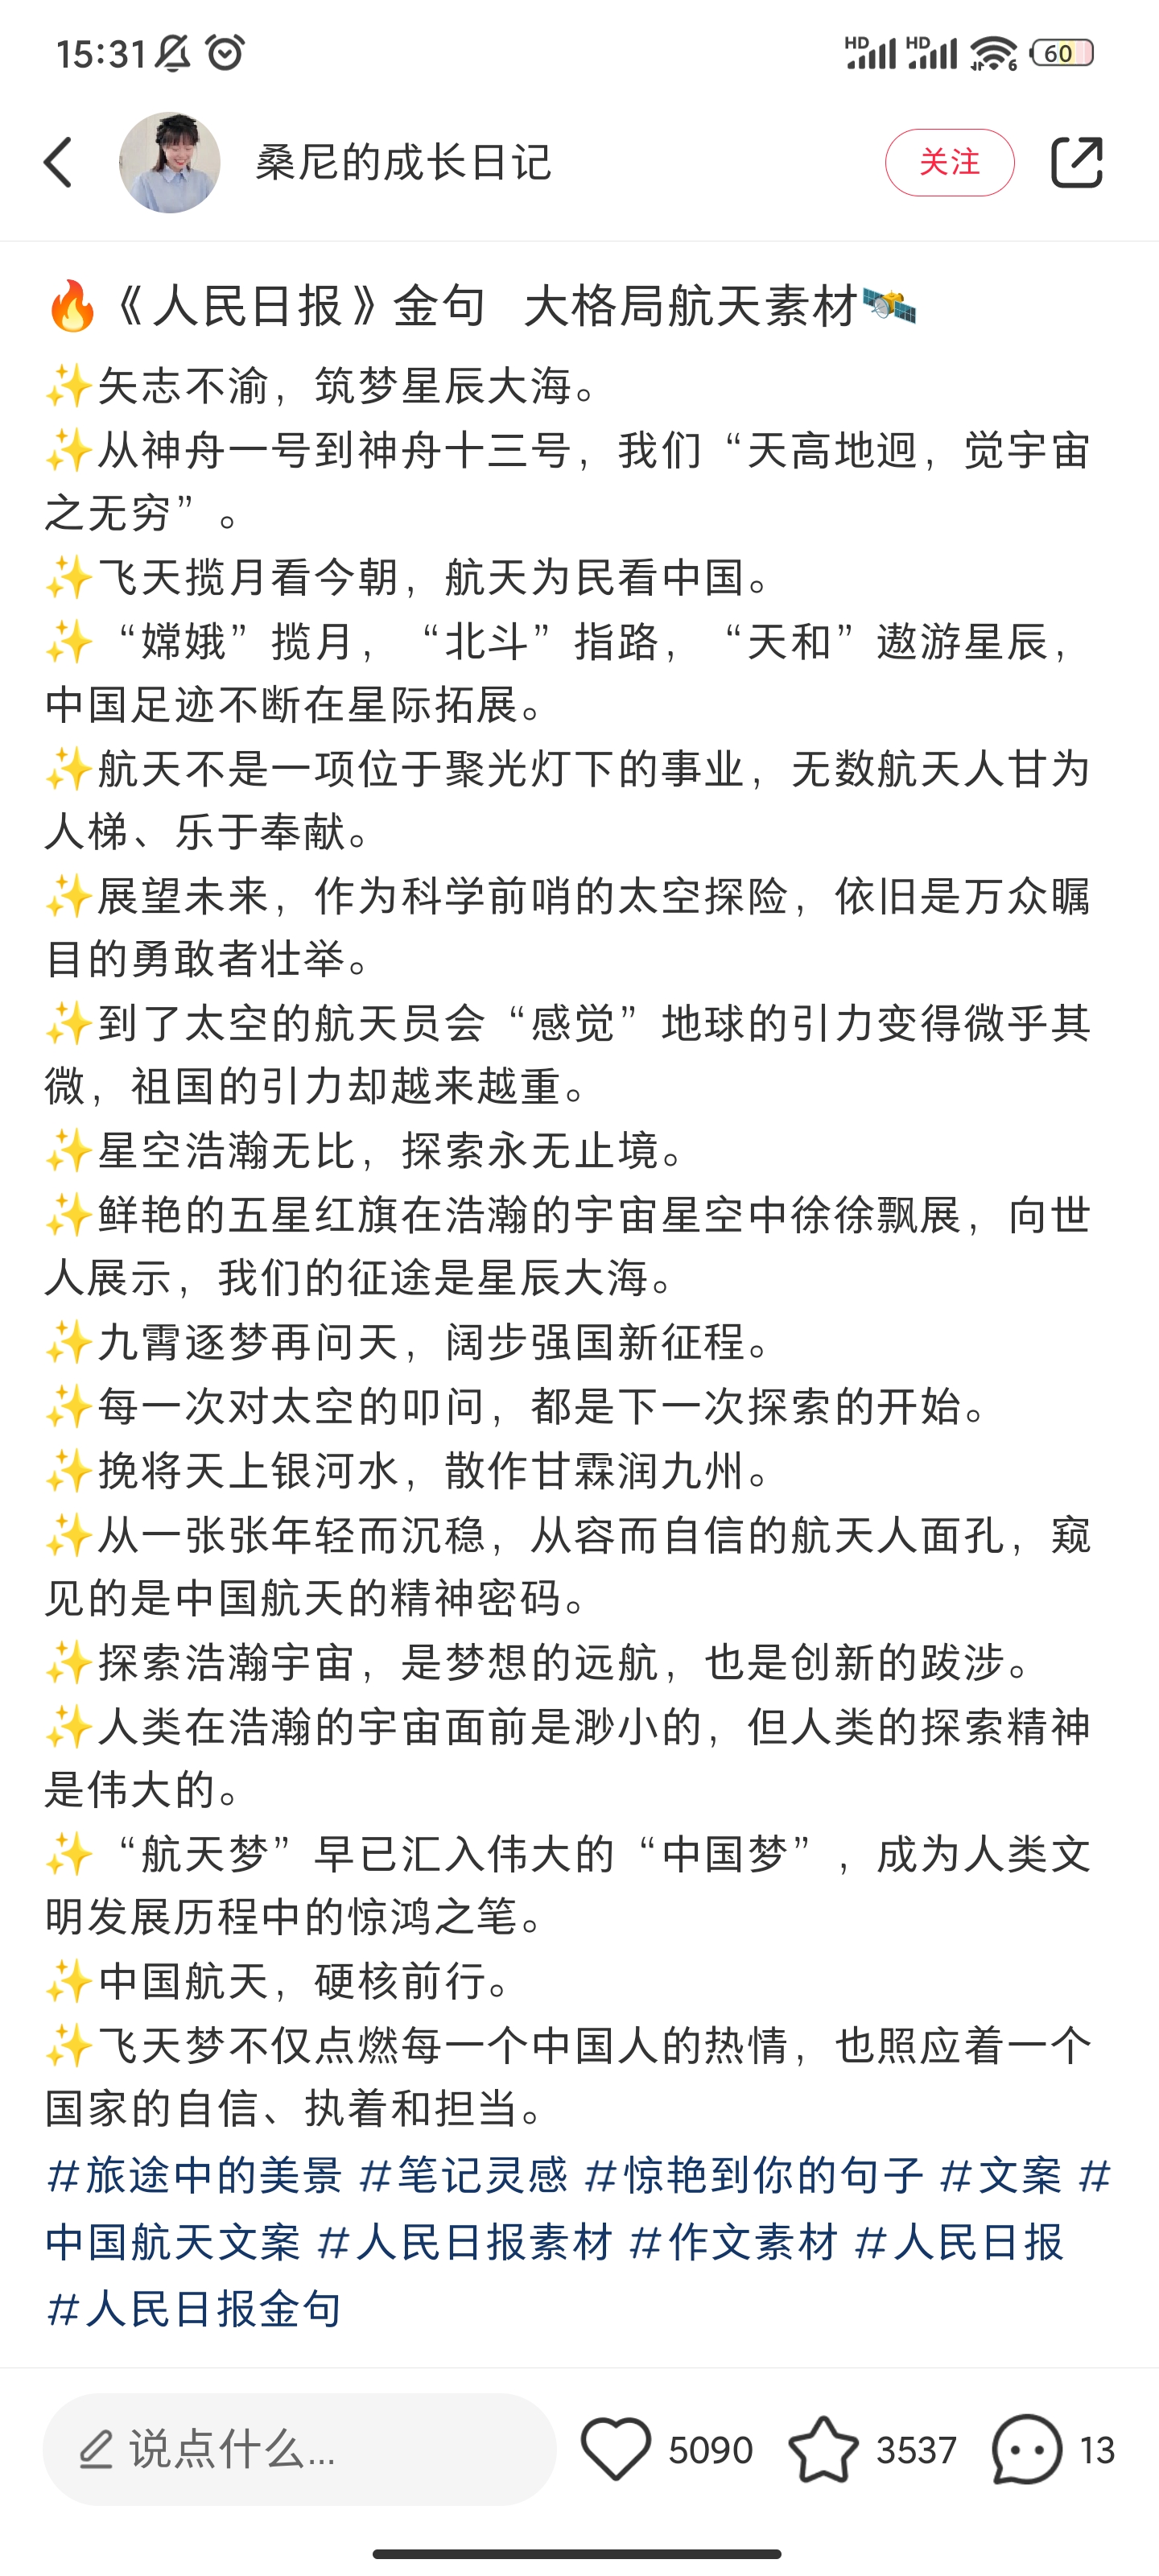 15:31 HD HD 6 60
桑尼的成长日记 关注
🔥《人民日报》金句 大格局航天素材🛰️
✨矢志不渝，筑梦星辰大海。
✨从神舟一号到神舟十三号，我们“天高地迥，觉宇宙
之无穷”。
✨飞天揽月看今朝，航天为民看中国。
✨“嫦娥”揽月，“北斗”指路，“天和”遨游星辰，
中国足迹不断在星际拓展。
✨航天不是一项位于聚光灯下的事业，无数航天人甘为
人梯、乐于奉献。
✨展望未来，作为科学前哨的太空探险，依旧是万众瞩
目的勇敢者壮举。
✨到了太空的航天员会“感觉”地球的引力变得微乎其
微，祖国的引力却越来越重。
✨星空浩瀚无比，探索永无止境。
✨鲜艳的五星红旗在浩瀚的宇宙星空中徐徐飘展，向世
人展示，我们的征途是星辰大海。
✨九霄逐梦再问天，阔步强国新征程。
✨每一次对太空的叩问，都是下一次探索的开始。
✨挽将天上银河水，散作甘霖润九州。
✨从一张张年轻而沉稳，从容而自信的航天人面孔，窥
见的是中国航天的精神密码。
✨探索浩瀚宇宙，是梦想的远航，也是创新的跋涉。
✨人类在浩瀚的宇宙面前是渺小的，但人类的探索精神
是伟大的。
✨“航天梦”早已汇入伟大的“中国梦”，成为人类文
明发展历程中的惊鸿之笔。
✨中国航天，硬核前行。
✨飞天梦不仅点燃每一个中国人的热情，也照应着一个
国家的自信、执着和担当。
#旅途中的美景 #笔记灵感 #惊艳到你的句子 #文案 #
中国航天文案 #人民日报素材 #作文素材 #人民日报
#人民日报金句
说点什么... 5090 3537 13